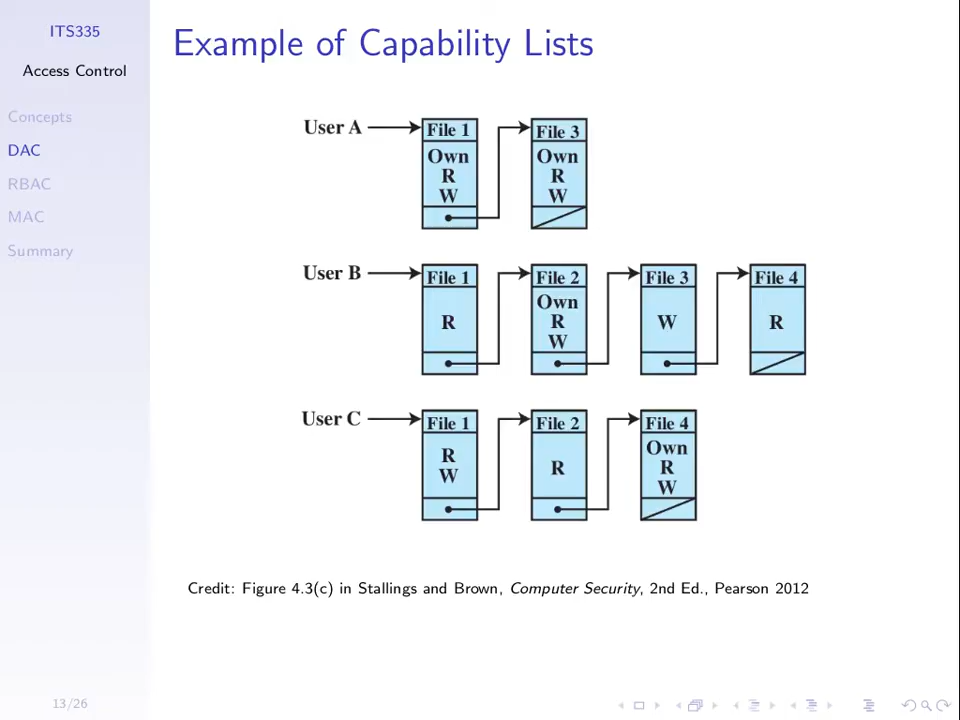 ITS335
Access Control
Concepts
DAC
RBAC
MAC
Summary
Example of Capability Lists
User A
File 1
Own
R
W
File 3
Own
R
W
User B
File 1
R
File 2
Own
R
W
File 3
W
File 4
R
User C
File 1
R
W
File 2
R
File 4
Own
R
W
Credit: Figure 4.3(c) in Stallings and Brown, Computer Security, 2nd Ed., Pearson 2012
13/26